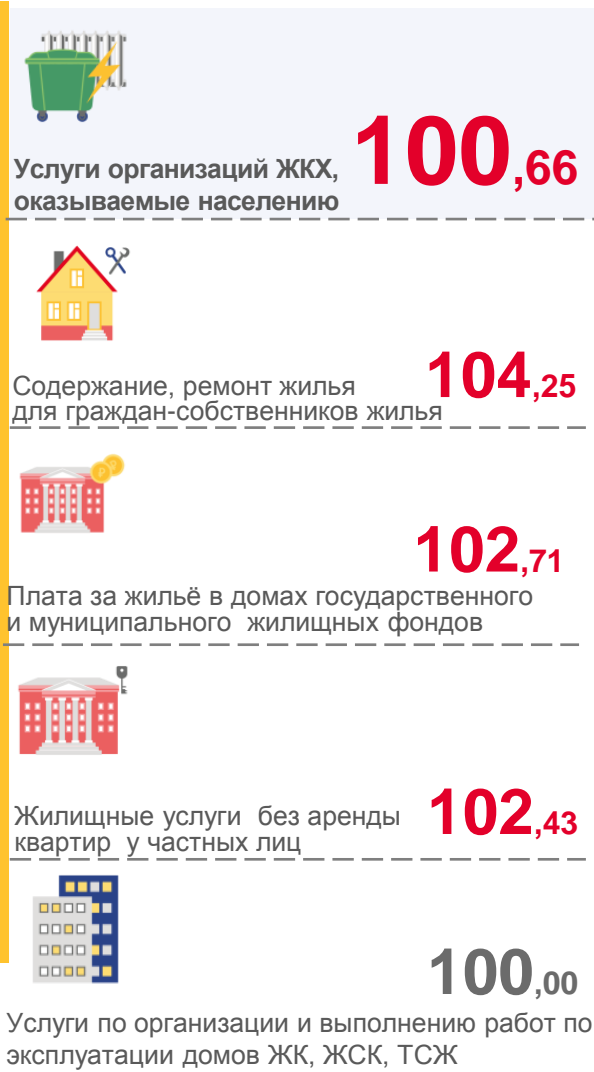 Услуги организаций ЖКХ,
оказываемые населению
100,66
Содержание, ремонт жилья
для граждан-собственников жилья
104,25
102,71
Плата за жильё в домах государственного
и муниципального жилищных фондов
Жилищные услуги без аренды
квартир у частных лиц
102,43
100,00
Услуги по организации и выполнению работ по
эксплуатации домов ЖК, ЖСК, ТСЖ